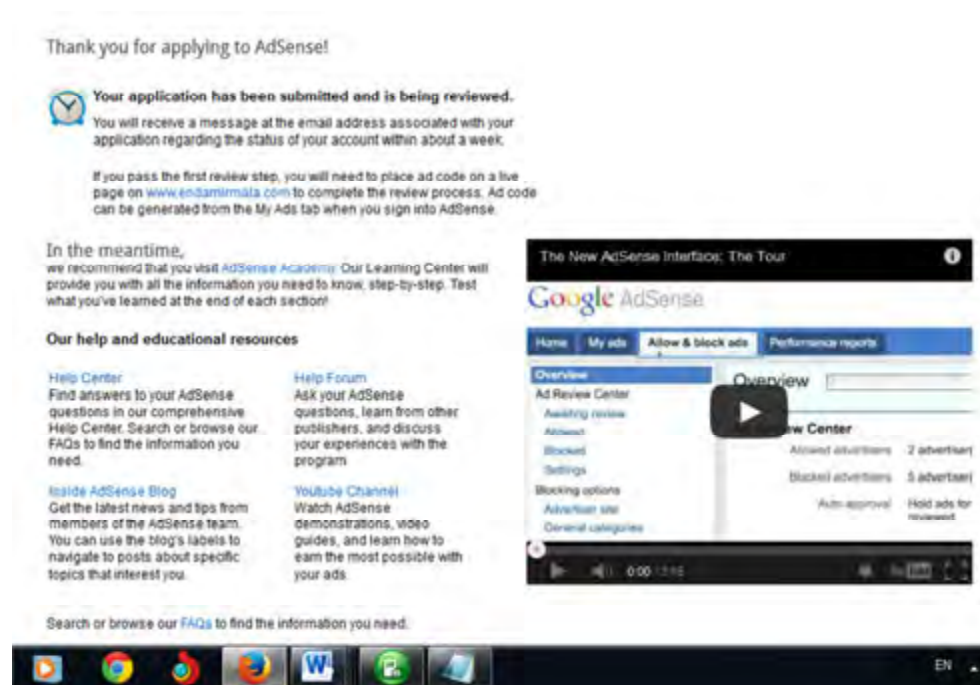 Thank you for applying to AdSense!
Your application has been submitted and is being reviewed.
You will receive a message at the email address associated with your
application regarding the status of your account within about a week.
If you pass the first review step, you will need to place ad code on a live
page on www.endamirmata.com to complete the review process. Ad code
can be generated from the My Ads tab when you sign into AdSense.
In the meantime,
we recommend that you visit AdSense Academy. Our Learning Center will
provide you with all the information you need to know, step-by-step. Test
what you've learned at the end of each section!
Our help and educational resources
Help Center
Find answers to your AdSense
questions in our comprehensive
Help Center. Search or browse our
FAQs to find the information you
need.
Help Forum
Ask your AdSense
questions, learn from other
publishers, and discuss
your experiences with the
program
Inside AdSense Blog
Get the latest news and tips from
members of the AdSense team.
You can use the blog's labels to
navigate to posts about specific
topics that interest you.
Youtube Channel
Watch AdSense
demonstrations, video
guides, and learn how to
earn the most possible with
your ads.
Search or browse our FAQs to find the information you need.
The New AdSense Interface: The Tour
Google AdSense
Home My ads Allow & block ads Performance reports
Overview
Ad Review Center
Awaiting review
Allowed
Blocked
Settings
Blocking options
Advertiser site
General categories
Overview
ew Center
Allowed advertisers 2 advertisers
Blocked advertisers 5 advertisers
Auto-approval Hold ads for
reviewed
0:00
EN